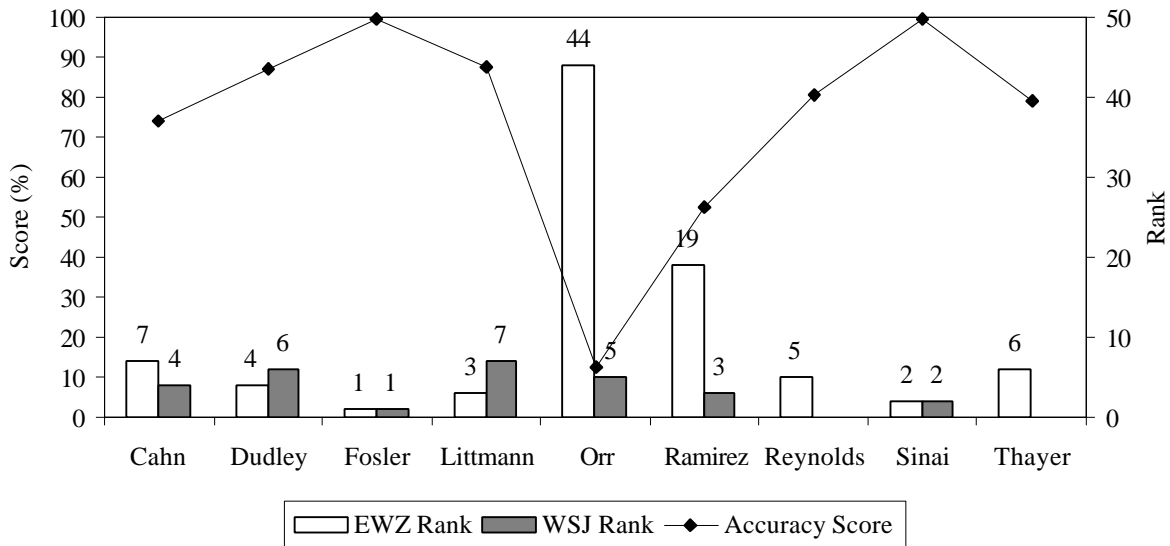 Score (%)
100
90
80
70
60
50
40
30
20
10
0
50
40
30
20
10
0
Rank
7
4
4
6
1
1
3
7
44
5
19
3
5
2
2
6
Cahn
Dudley
Fosler
Littmann
Orr
Ramirez
Reynolds
Sinai
Thayer
EWZ Rank
WSJ Rank
Accuracy Score